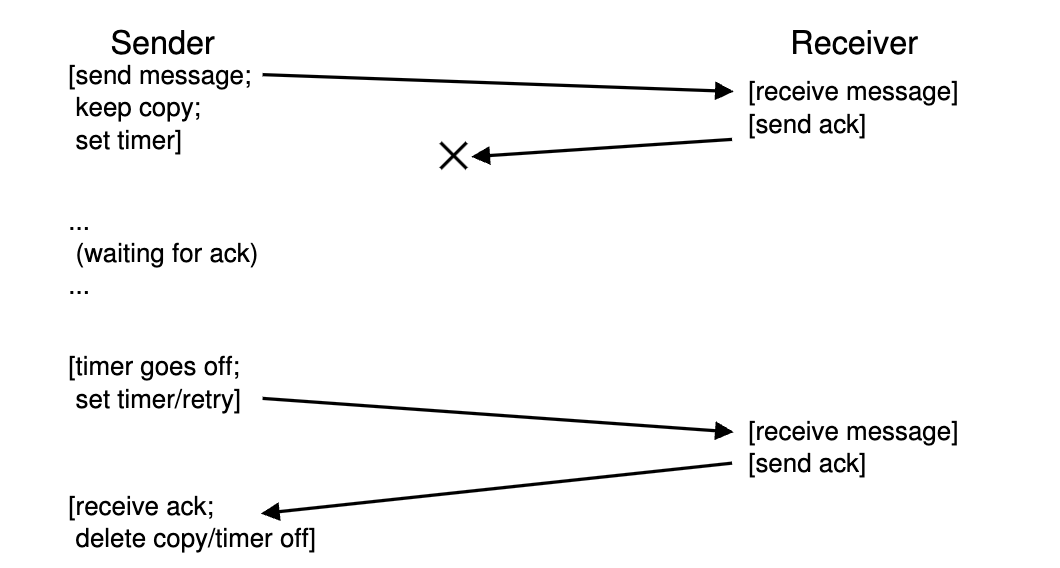 Sender
Receiver
[send message;
keep copy;
set timer]
[receive message]
[send ack]
...
(waiting for ack)
...
[timer goes off;
set timer/retry]
[receive message]
[send ack]
[receive ack;
delete copy/timer off]